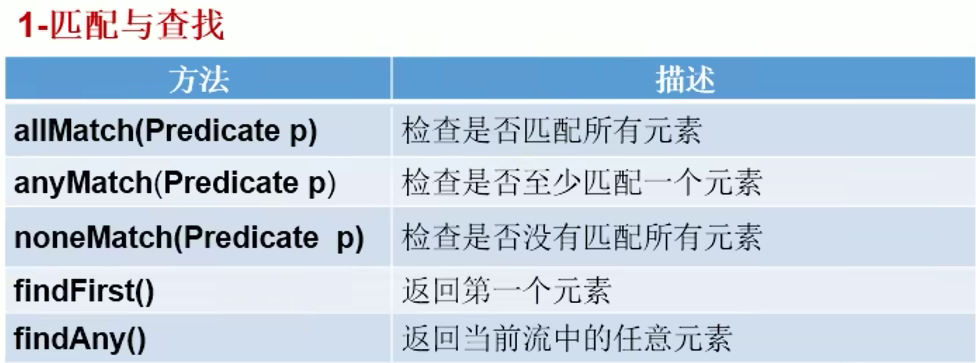 1-匹配与查找
方法 描述
allMatch(Predicate p) 检查是否匹配所有元素
anyMatch(Predicate p) 检查是否至少匹配一个元素
noneMatch(Predicate  p) 检查是否没有匹配所有元素
findFirst() 返回第一个元素
findAny() 返回当前流中的任意元素